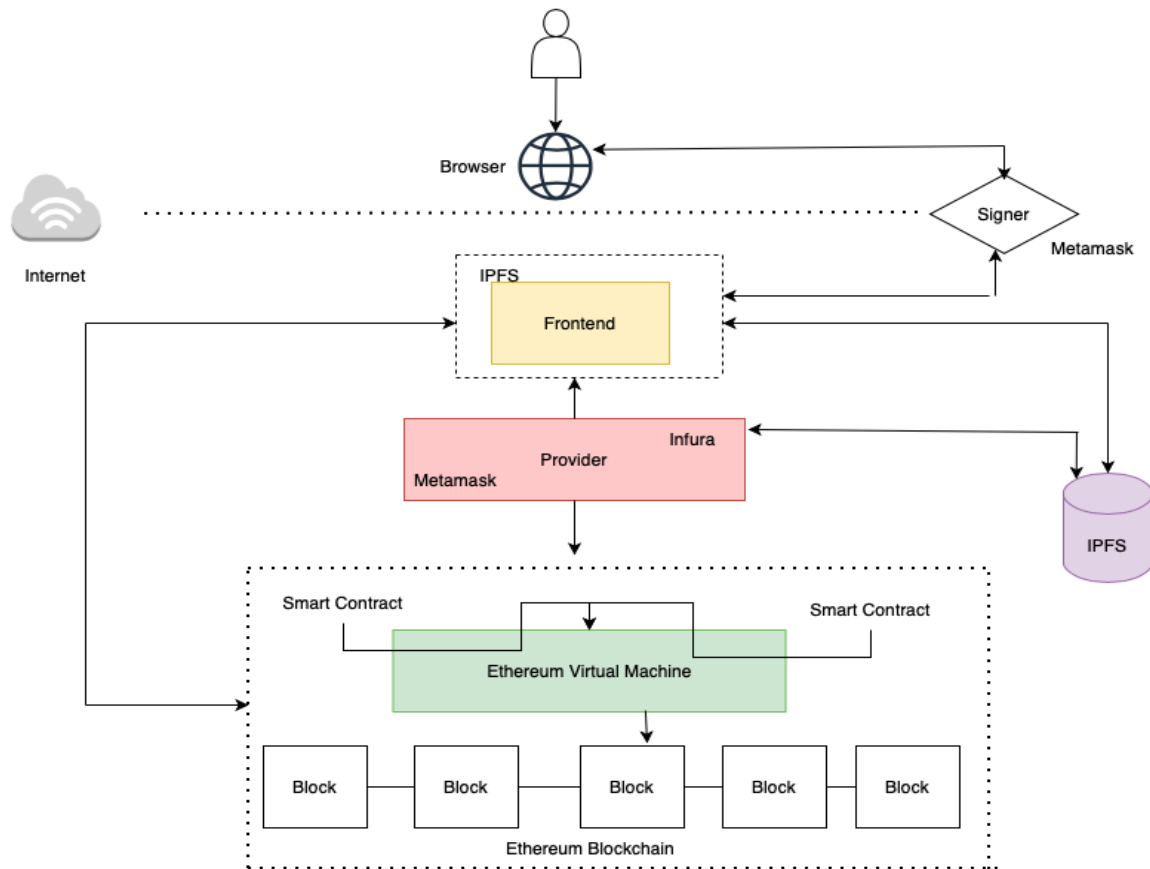 Browser
Signer
Metamask
Internet
IPFS
Frontend
Infura
Provider
Metamask
IPFS
Smart Contract
Smart Contract
Ethereum Virtual Machine
Block
Block
Block
Block
Block
Ethereum Blockchain